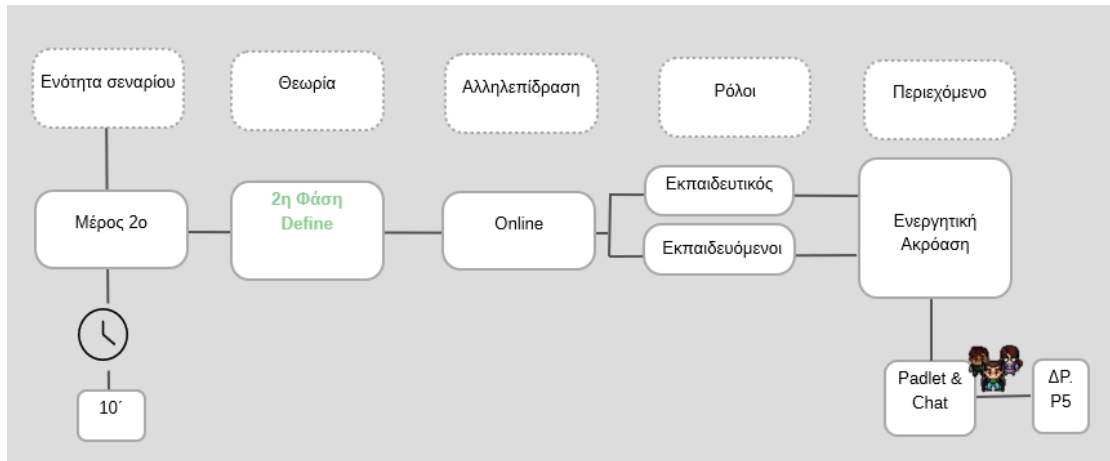 Ενότητα σεναρίου
Θεωρία
Αλληλεπίδραση
Ρόλοι
Περιεχόμενο
Μέρος 2ο
2η Φάση
Define
Online
Εκπαιδευτικός
Εκπαιδευόμενοι
Ενεργητική
Ακρόαση
10΄
Padlet &
Chat
ΔΡ.
P5